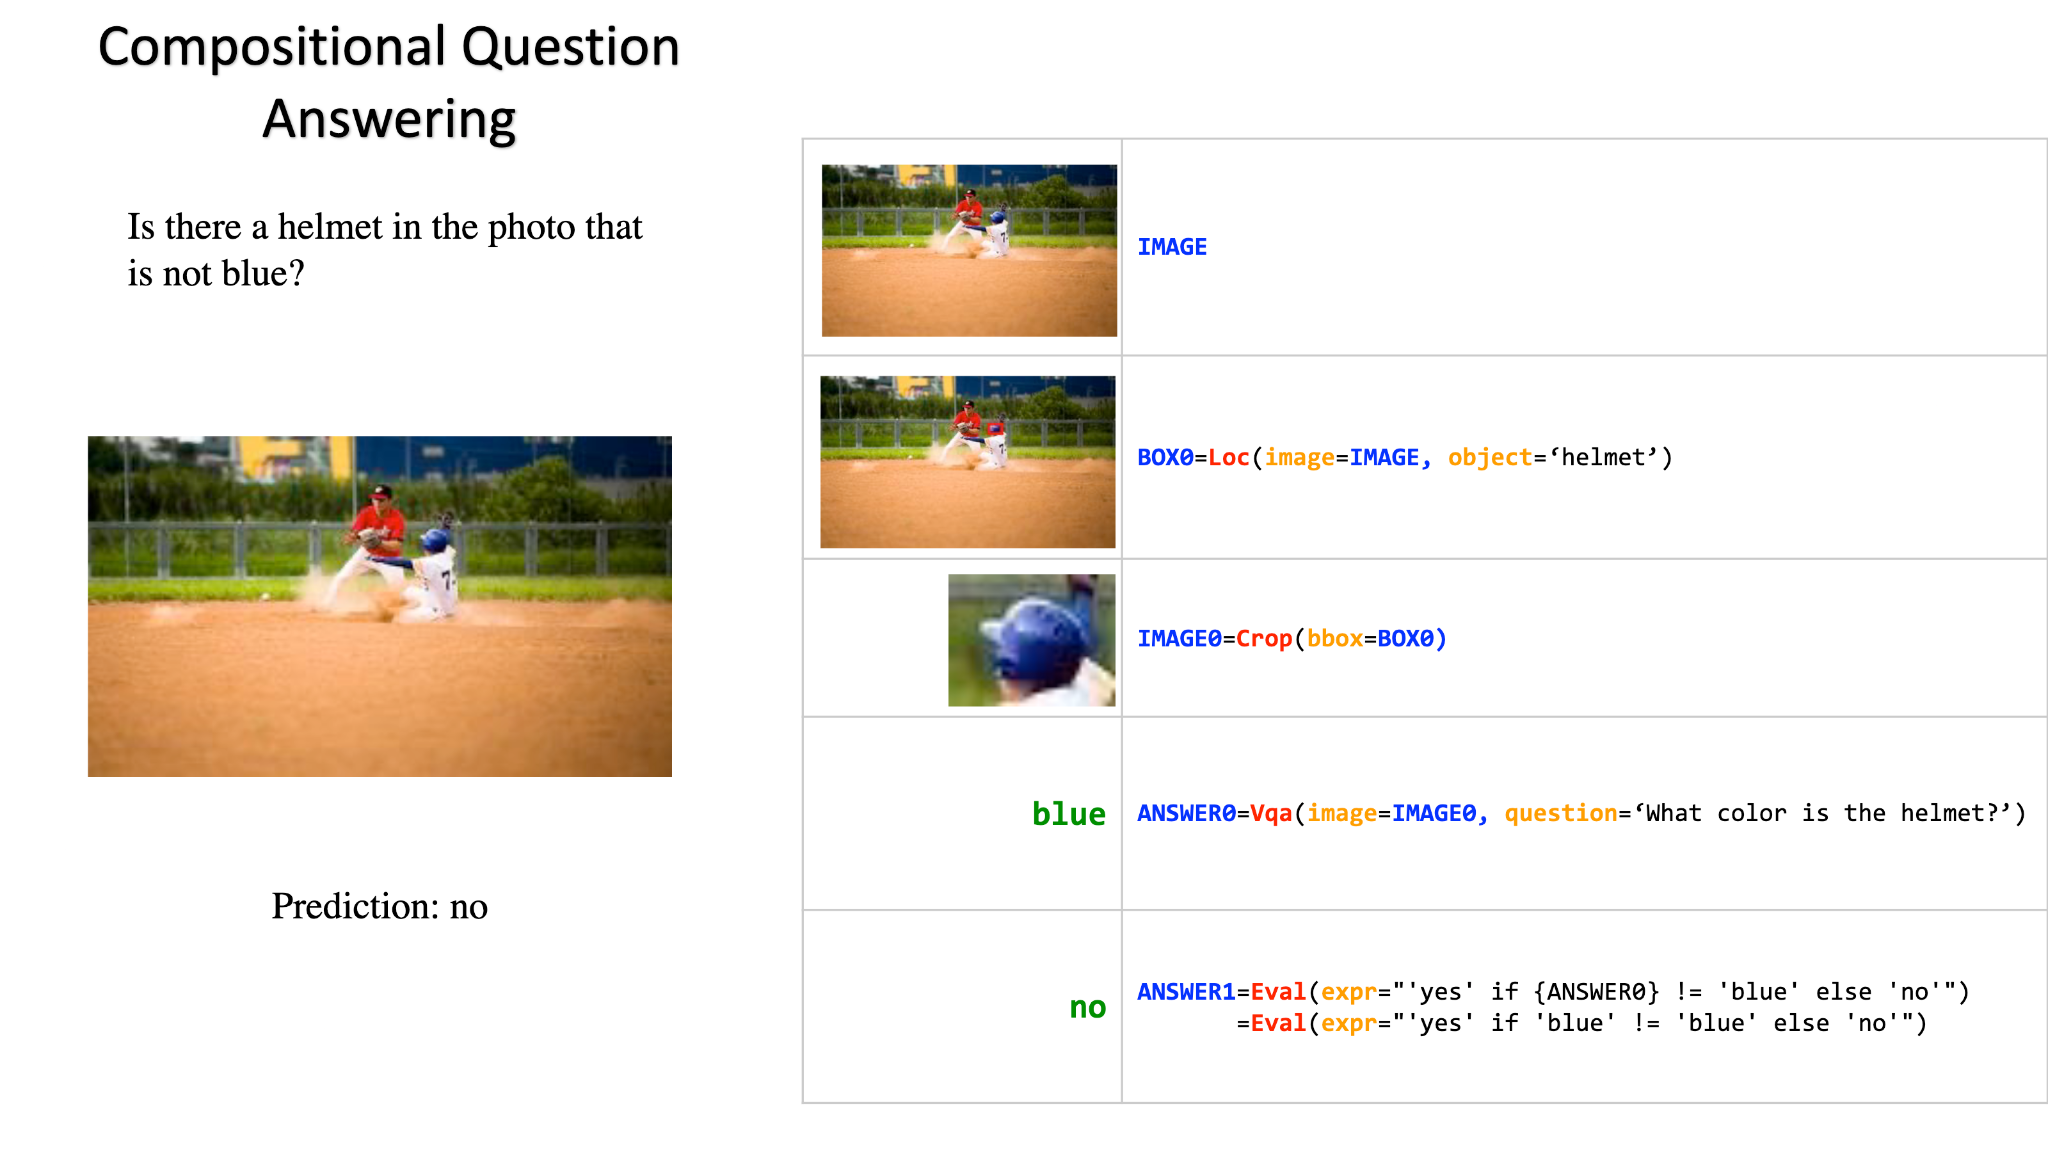 Compositional Question
Answering
Is there a helmet in the photo that
is not blue?
Prediction: no
IMAGE
BOX0=Loc(image=IMAGE, object=‘helmet’)
IMAGE0=Crop(bbox=BOX0)
blue
ANSWER0=Vqa(image=IMAGE0, question=‘What color is the helmet?’)
no
ANSWER1=Eval(expr="'yes' if {ANSWER0} != 'blue' else 'no'")
=Eval(expr="'yes' if 'blue' != 'blue' else 'no'")